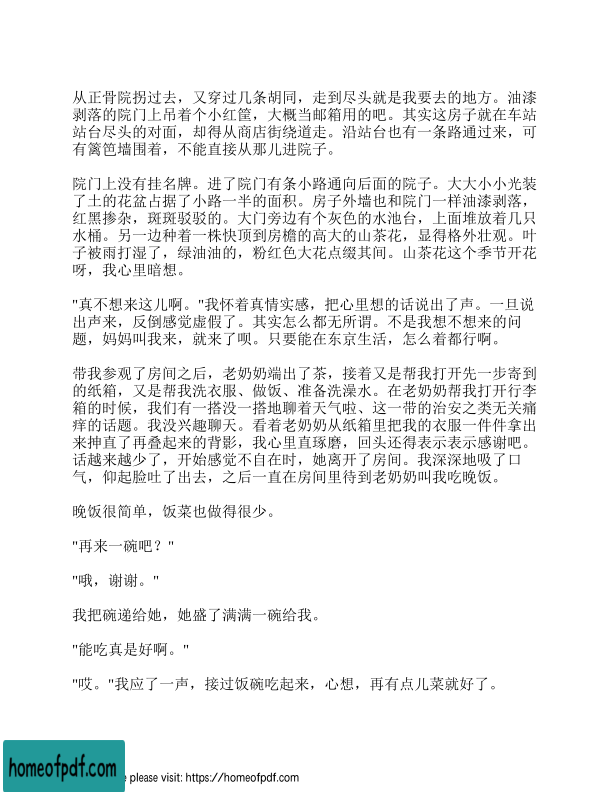 从正骨院拐过去，又穿过几条胡同，走到尽头就是我要去的地方。油漆
剥落的院门上吊着个小红筐，大概当邮箱用的吧。其实这房子就在车站
站台尽头的对面，却得从商店街绕道走。沿站台也有一条路通过来，可
有篱笆墙围着，不能直接从那儿进院子。
院门上没有挂名牌。进了院门有条小路通向后面的院子。大大小小光装
了土的花盆占据了小路一半的面积。房子外墙也和院门一样油漆剥落，
红黑掺杂，斑斑驳驳的。大门旁边有个灰色的水池台，上面堆放着几只
水桶。另一边种着一株快顶到房檐的高大的山茶花，显得格外壮观。叶
子被雨打湿了，绿油油的，粉红色大花点缀其间。山茶花这个季节开花
呀，我心里暗想。
"真不想来这儿啊。"我怀着真情实感，把心里想的话说出了声。一旦说
出声来，反倒感觉虚假了。其实怎么都无所谓。不是我想不想来的问
题，妈妈叫我来，就来了呗。只要能在东京生活，怎么着都行啊。
带我参观了房间之后，老奶奶端出了茶，接着又是帮我打开先一步寄到
的纸箱，又是帮我洗衣服、做饭、准备洗澡水。在老奶奶帮我打开行李
箱的时候，我们有一搭没一搭地聊着天气啦、这一带的治安之类无关痛
痒的话题。我没兴趣聊天。看着老奶奶从纸箱里把我的衣服一件件拿出
来抻直了再叠起来的背影，我心里直琢磨，回头还得表示表示感谢吧。
话越来越少了，开始感觉不自在时，她离开了房间。我深深地吸了口
气，仰起脸吐了出去，之后一直在房间里待到老奶奶叫我吃晚饭。
晚饭很简单，饭菜也做得很少。
"再来一碗吧？"
"哦，谢谢。"
我把碗递给她，她盛了满满一碗给我。
"能吃真是好啊。"
"哎。"我应了一声，接过饭碗吃起来，心想，再有点儿菜就好了。
homeofpdf.com
e please visit: https://homeofpdf.com